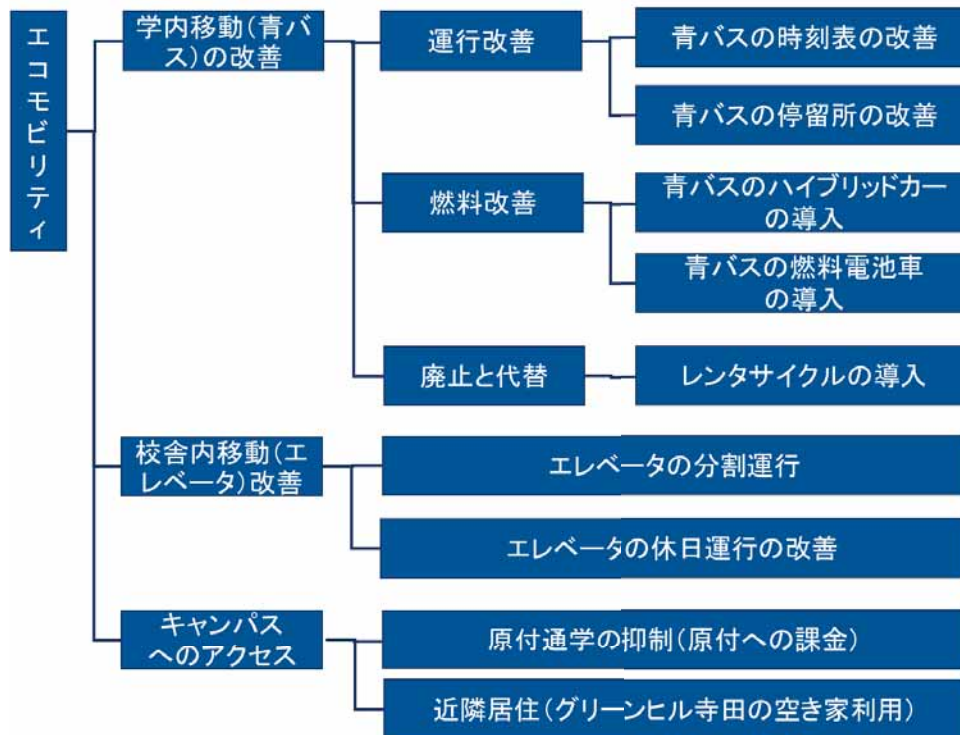 エコモビリティ
学内移動(青バ
ス)の改善
運行改善
青バスの時刻表の改善
青バスの停留所の改善
燃料改善
青バスのハイブリッドカー
の導入
青バスの燃料電池車
の導入
廃止と代替
レンタサイクルの導入
校舎内移動(エ
レベータ)改善
エレベータの分割運行
エレベータの休日運行の改善
キャンパス
へのアクセス
原付通学の抑制(原付への課金)
近隣居住(グリーンヒル寺田の空き家利用)